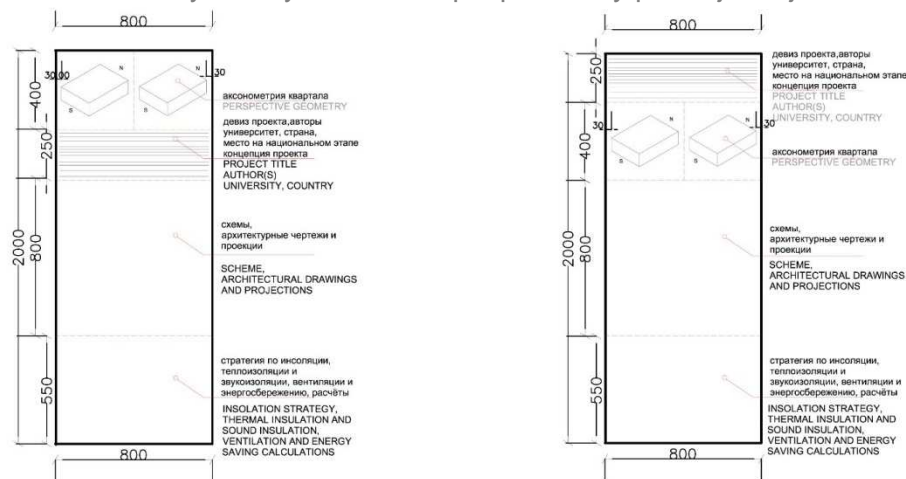 800
30.00
N
N
30
S
S
400
аксонометрия квартала
PERSPECTIVE GEOMETRY
250
девиз проекта,авторы
университет, страна,
место на национальном этапе
концепция проекта
PROJECT TITLE
AUTHOR(S)
UNIVERSITY, COUNTRY
2000
800
схемы,
архитектурные чертежи и
проекции
SCHEME,
ARCHITECTURAL DRAWINGS
AND PROJECTIONS
550
стратегия по инсоляции,
теплоизоляции и
звукоизоляции, вентиляции и
энергосбережению, расчёты
INSOLATION STRATEGY,
THERMAL INSULATION AND
SOUND INSULATION,
VENTILATION AND ENERGY
SAVING CALCULATIONS
800
800
250
девиз проекта,авторы
университет, страна,
место на национальном этапе
концепция проекта
PROJECT TITLE
AUTHOR(S)
UNIVERSITY, COUNTRY
30
N
N
30
S
S
400
аксонометрия квартала
PERSPECTIVE GEOMETRY
2000
800
схемы,
архитектурные чертежи и
проекции
SCHEME,
ARCHITECTURAL DRAWINGS
AND PROJECTIONS
550
стратегия по инсоляции,
теплоизоляции и
звукоизоляции, вентиляции и
энергосбережению, расчёты
INSOLATION STRATEGY,
THERMAL INSULATION AND
SOUND INSULATION,
VENTILATION AND ENERGY
SAVING CALCULATIONS
800